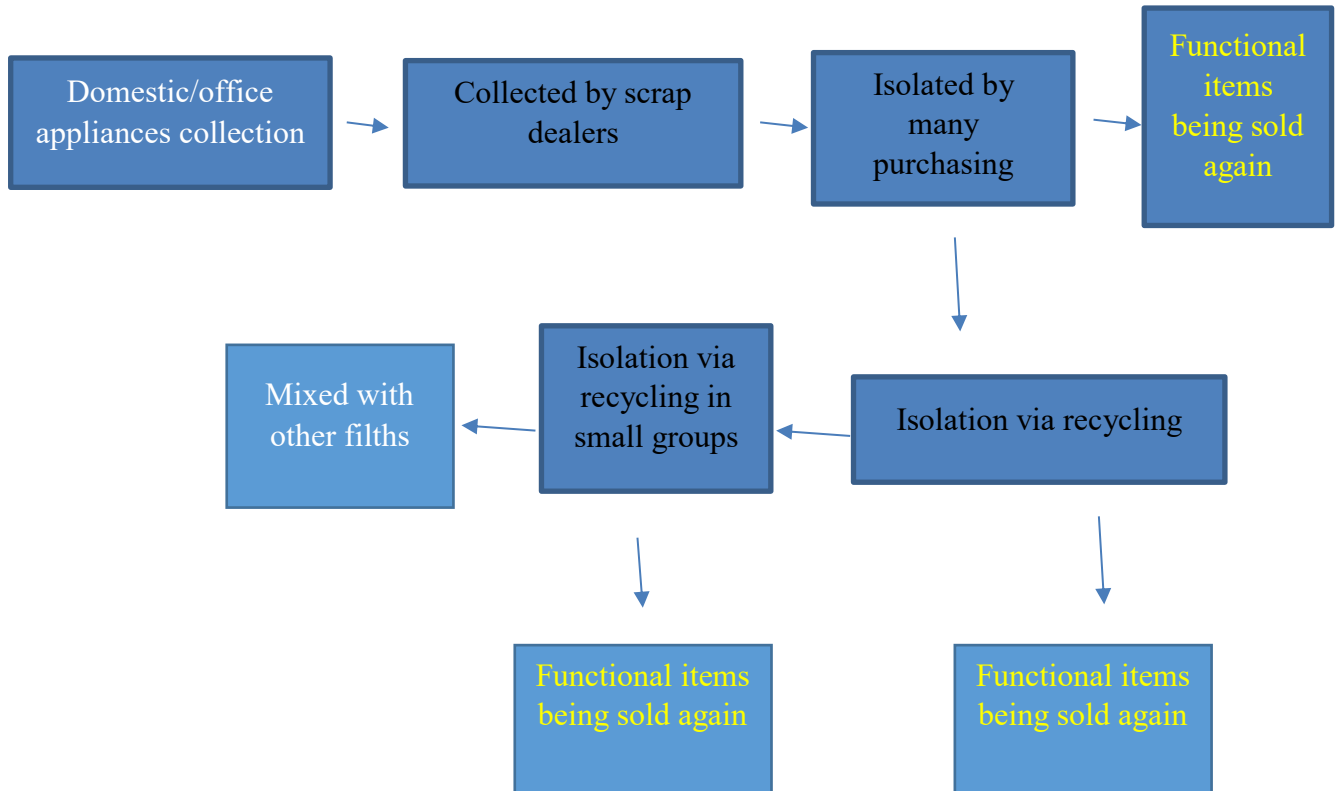 Domestic/office
appliances collection
Collected by scrap
dealers
Isolated by
many
purchasing
Functional
items
being sold
again
Mixed with
other filths
Isolation via
recycling in
small groups
Isolation via recycling
Functional items
being sold again
Functional items
being sold again